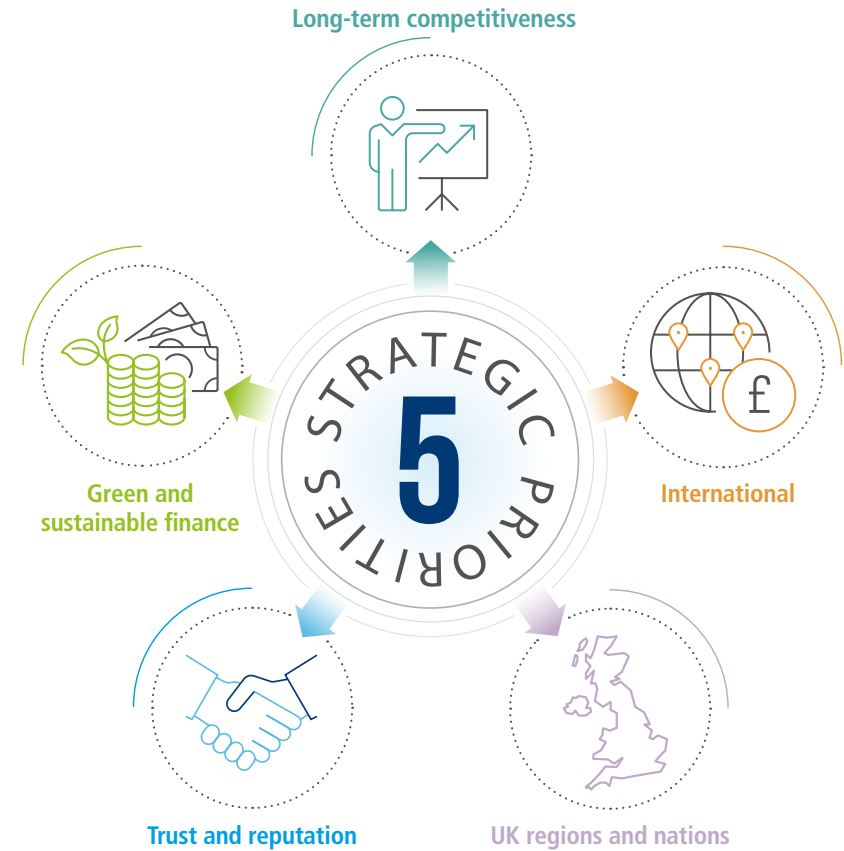 Long-term competitiveness
£
STRATEGIC PRIORITIES
5
Green and
sustainable finance
International
Trust and reputation
UK regions and nations